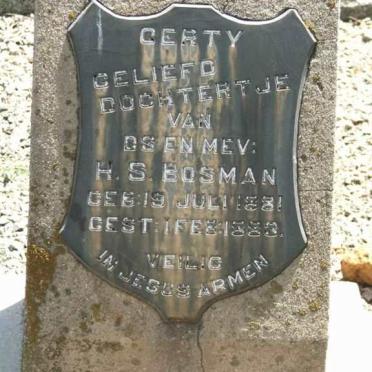 GERTY
GELIEFD
DOCHTERTJE
VAN
DS EN MEV:
H. S. BOSMAN
GEB: 19 JULI 1881
GEST. 1 FEB: 1883.
VEILIG
IN JESUS ARMEN